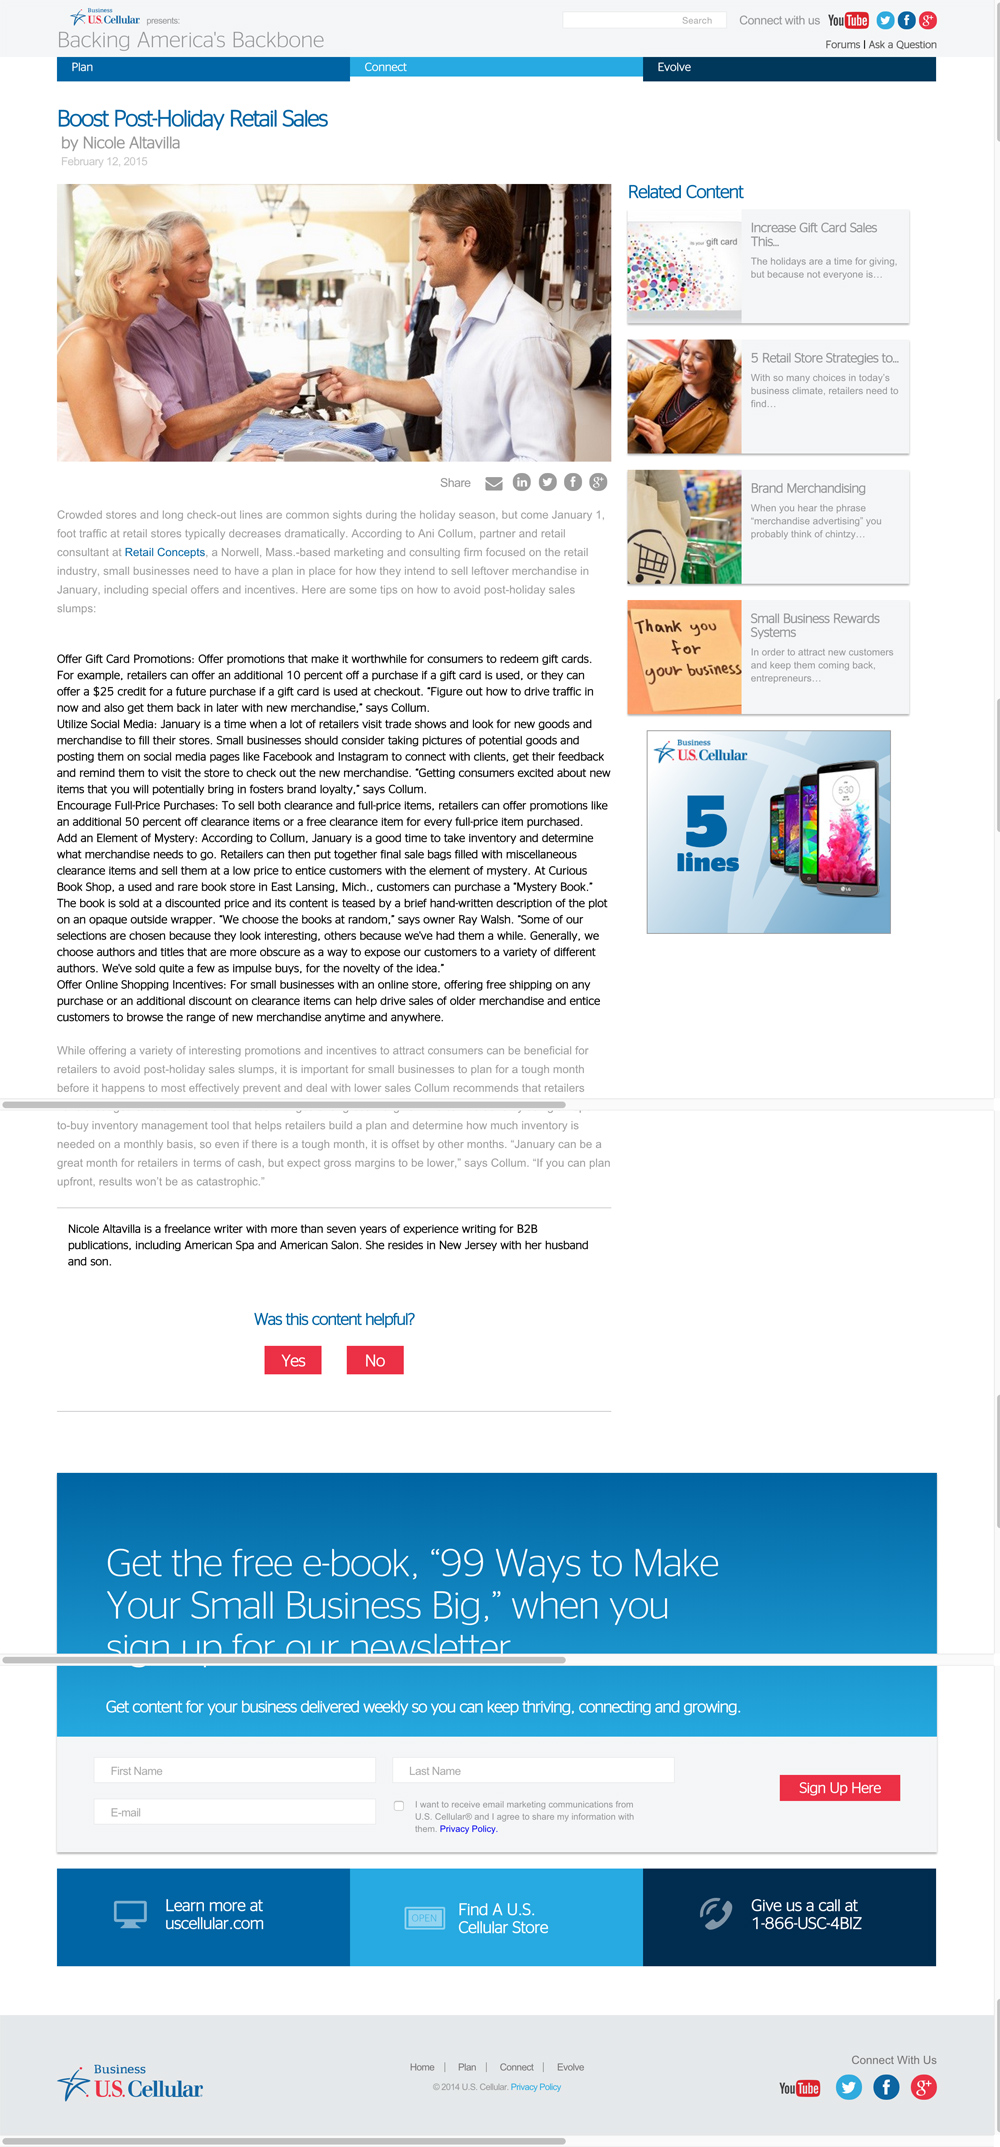 Business
U.S. Cellular presents:
Backing America's Backbone
Search
Connect with us YouTube
Forums | Ask a Question
Plan
Connect
Evolve
Boost Post-Holiday Retail Sales
by Nicole Altavilla
February 12, 2015
Share
Crowded stores and long check-out lines are common sights during the holiday season, but come January 1,
foot traffic at retail stores typically decreases dramatically. According to Ani Collum, partner and retail
consultant at Retail Concepts, a Norwell, Mass.-based marketing and consulting firm focused on the retail
industry, small businesses need to have a plan in place for how they intend to sell leftover merchandise in
January, including special offers and incentives. Here are some tips on how to avoid post-holiday sales
slumps:
Offer Gift Card Promotions: Offer promotions that make it worthwhile for consumers to redeem gift cards.
For example, retailers can offer an additional 10 percent off a purchase if a gift card is used, or they can
offer a $25 credit for a future purchase if a gift card is used at checkout. "Figure out how to drive traffic in
now and also get them back in later with new merchandise," says Collum.
Utilize Social Media: January is a time when a lot of retailers visit trade shows and look for new goods and
merchandise to fill their stores. Small businesses should consider taking pictures of potential goods and
posting them on social media pages like Facebook and Instagram to connect with clients, get their feedback
and remind them to visit the store to check out the new merchandise. "Getting consumers excited about new
items that you will potentially bring in fosters brand loyalty," says Collum.
Encourage Full-Price Purchases: To sell both clearance and full-price items, retailers can offer promotions like
an additional 50 percent off clearance items or a free clearance item for every full-price item purchased.
Add an Element of Mystery: According to Collum, January is a good time to take inventory and determine
what merchandise needs to go. Retailers can then put together final sale bags filled with miscellaneous
clearance items and sell them at a low price to entice customers with the element of mystery. At Curious
Book Shop, a used and rare book store in East Lansing, Mich., customers can purchase a "Mystery Book."
The book is sold at a discounted price and its content is teased by a brief hand-written description of the plot
on an opaque outside wrapper. "We choose the books at random," says owner Ray Walsh. "Some of our
selections are chosen because they look interesting, others because we've had them a while. Generally, we
choose authors and titles that are more obscure as a way to expose our customers to a variety of different
authors. We've sold quite a few as impulse buys, for the novelty of the idea."
Offer Online Shopping Incentives: For small businesses with an online store, offering free shipping on any
purchase or an additional discount on clearance items can help drive sales of older merchandise and entice
customers to browse the range of new merchandise anytime and anywhere.
While offering a variety of interesting promotions and incentives to attract consumers can be beneficial for
retailers to avoid post-holiday sales slumps, it is important for small businesses to plan for a tough month
before it happens to most effectively prevent and deal with lower sales Collum recommends that retailers
to-buy inventory management tool that helps retailers build a plan and determine how much inventory is
needed on a monthly basis, so even if there is a tough month, it is offset by other months. "January can be a
great month for retailers in terms of cash, but expect gross margins to be lower," says Collum. "If you can plan
upfront, results won't be as catastrophic."
Nicole Altavilla is a freelance writer with more than seven years of experience writing for B2B
publications, including American Spa and American Salon. She resides in New Jersey with her husband
and son.
Was this content helpful?
Yes
No
Related Content
gift card
Increase Gift Card Sales
This...
The holidays are a time for giving,
but because not everyone is…
5 Retail Store Strategies to...
With so many choices in today's
business climate, retailers need to
find…
Brand Merchandising
When you hear the phrase
"merchandise advertising" you
probably think of chintzy…
Thank you
for
your business
Small Business Rewards
Systems
In order to attract new customers
and keep them coming back,
entrepreneurs…
Business
U.S. Cellular
5
lines
5:30
LG
Get the free e-book, "99 Ways to Make
Your Small Business Big," when you
sign up for our newsletter
Get content for your business delivered weekly so you can keep thriving, connecting and growing.
First Name
Last Name
E-mail
I want to receive email marketing communications from
U.S. Cellular® and I agree to share my information with
them. Privacy Policy.
Sign Up Here
Learn more at
uscellular.com
OPEN
Find A U.S.
Cellular Store
Give us a call at
1-866-USC-4BIZ
Business
U.S. Cellular
Home | Plan | Connect | Evolve
© 2014 U.S. Cellular. Privacy Policy
Connect With Us
YouTube